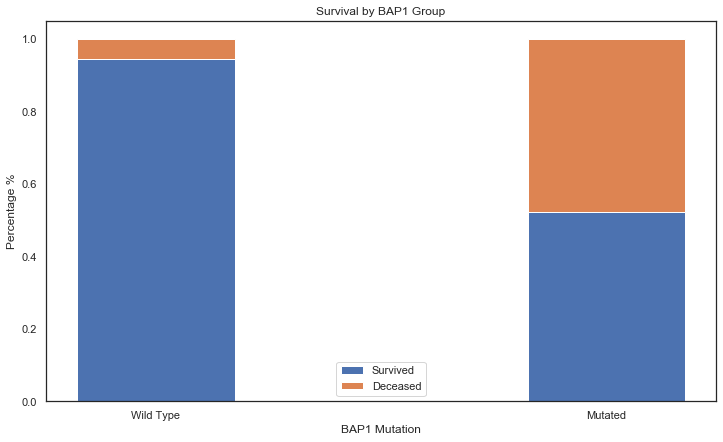 Survival by BAP1 Group
Percentage %
1.0
0.8
0.6
0.4
0.2
0.0
Survived
Deceased
Wild Type
Mutated
BAP1 Mutation